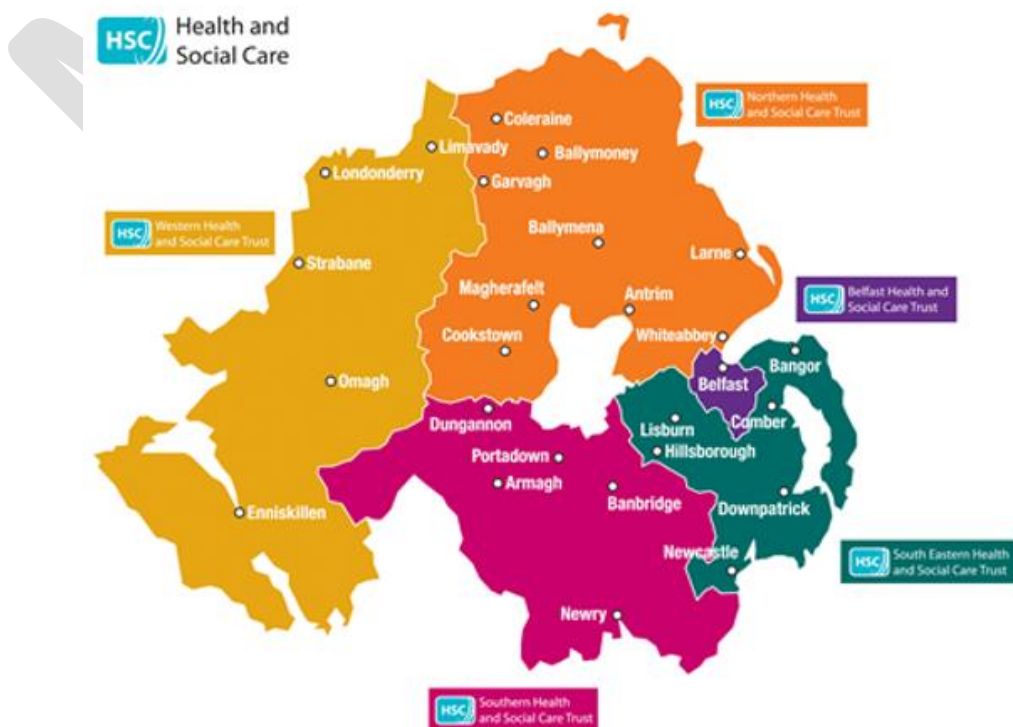 HSC
Health and
Social Care
HSC
Northern Health
and Social Care Trust
Coleraine
Limavady
Ballymoney
Londonderry
Garvagh
HSC
Western Health
and Social Care Trust
Ballymena
Larne
Strabane
HSC
Belfast Health and
Social Care Trust
Magherafelt
Antrim
Whiteabbey
Cookstown
Bangor
Omagh
Belfast
Comber
Dungannon
Lisburn
Hillsborough
Portadown
Armagh
Banbridge
Downpatrick
Enniskillen
Newcastle
HSC
South Eastern Health
and Social Care Trust
Newry
HSC
Southern Health
and Social Care Trust